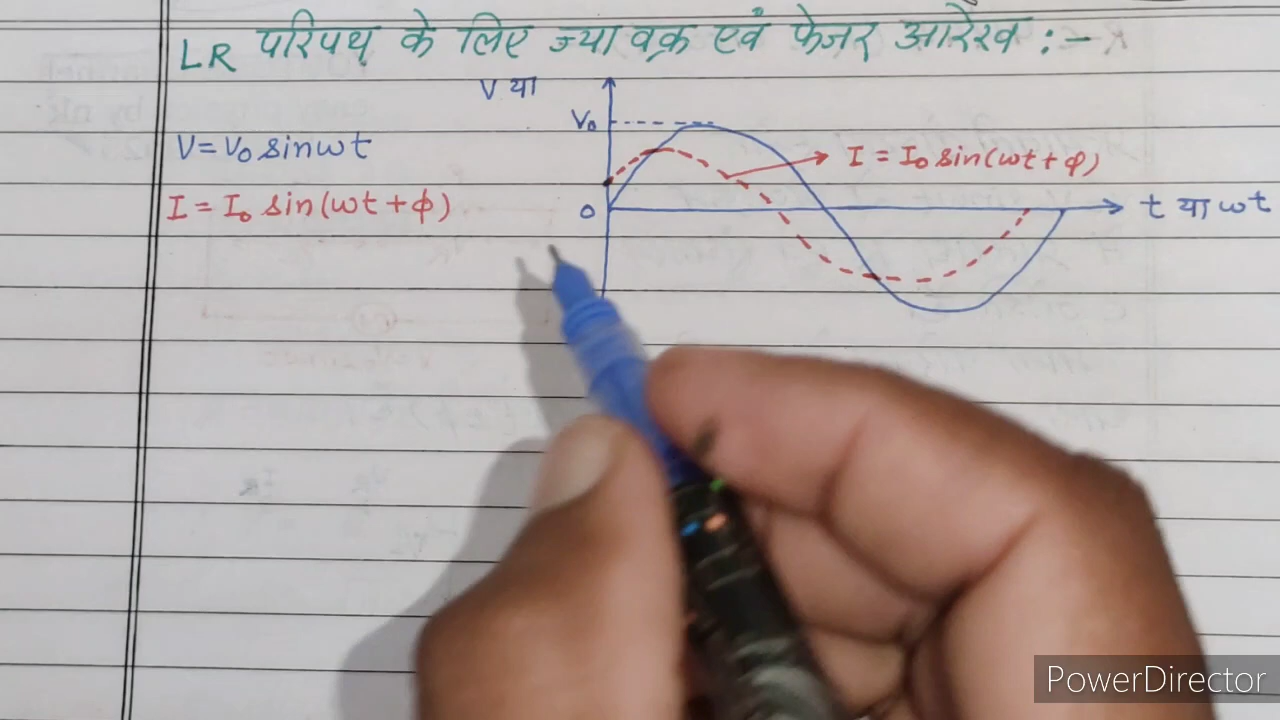 LR परिपथ के लिए ज्या वक्र एवं फेजर आरेख :-
V या
V₀
V = V₀ sinωt
I = I₀ sin(ωt + φ)
I = I₀ sin(ωt + φ)
0
t या ωt
PowerDirector